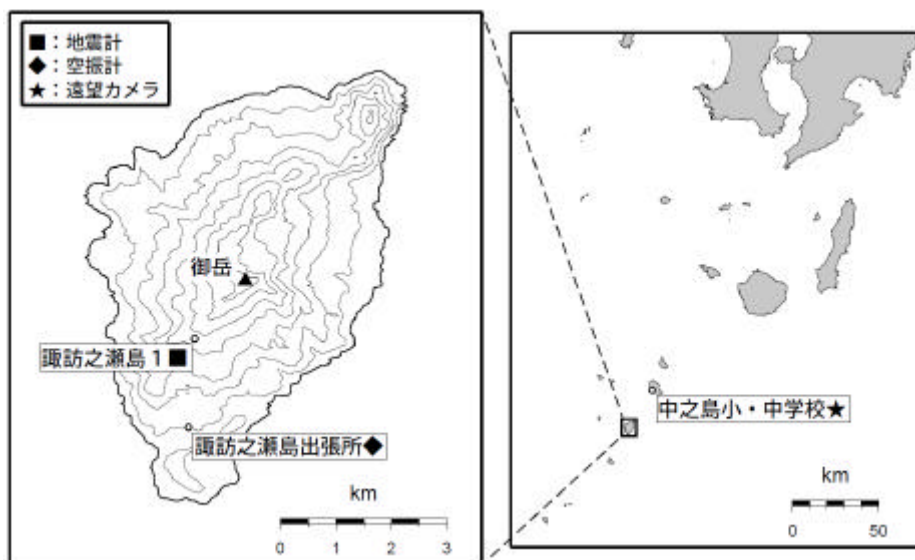 ■：地震計
◆：空振計
★：遠望カメラ
御岳
諏訪之瀬島１■
諏訪之瀬島出張所◆
km
0 1 2 3
中之島小・中学校★
km
0 50